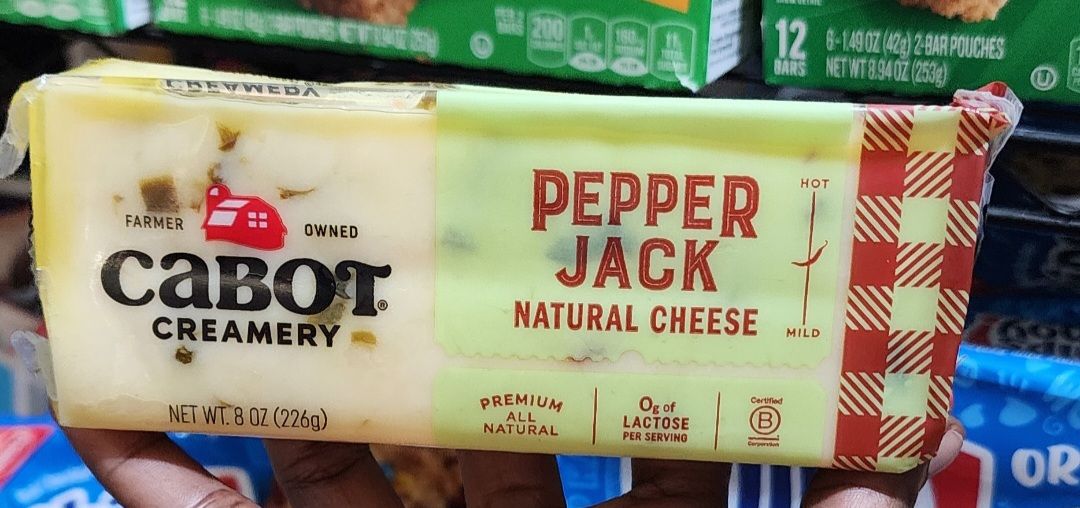 200
12
BARS
6-1.49 OZ (42g) 2-BAR POUCHES
NET WT 8.94 OZ (253g)
FARMER OWNED
CABOT®
CREAMERY
NET WT. 8 OZ (226g)
PEPPER
JACK
NATURAL CHEESE
HOT
MILD
PREMIUM
ALL
NATURAL
0g of
LACTOSE
PER SERVING
Certified
B
Corporation
OR